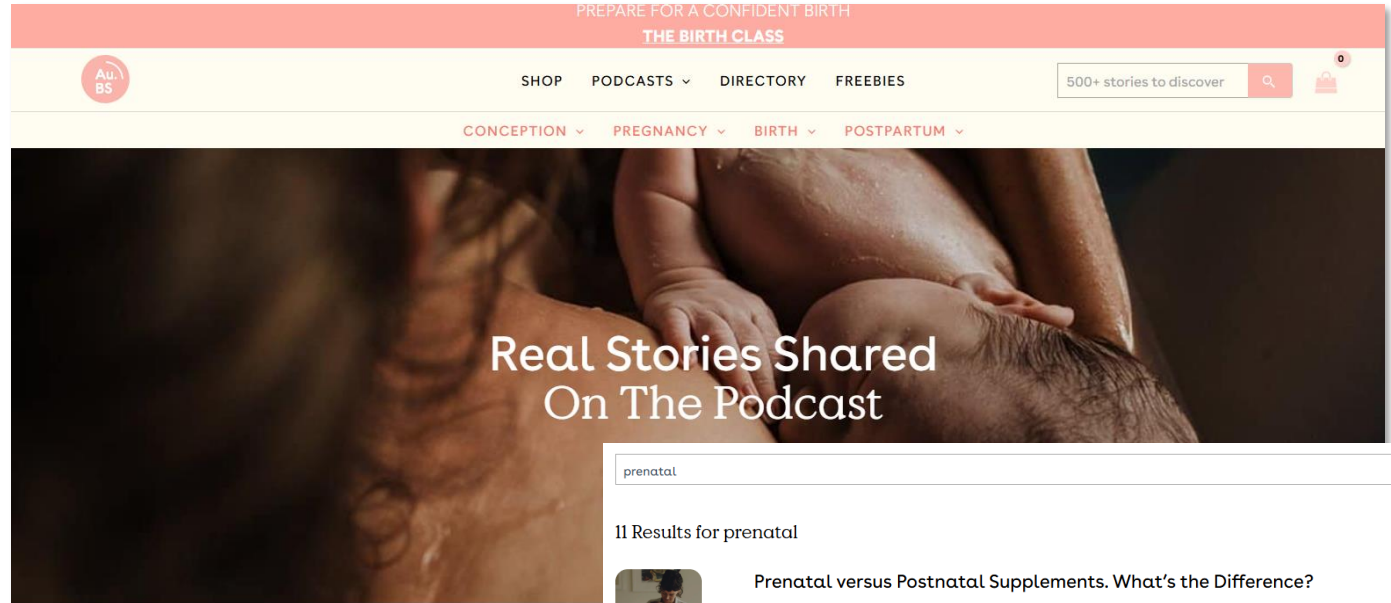 PREPARE FOR A CONFIDENT BIRTH
THE BIRTH CLASS
Au.
BS
SHOP PODCASTS DIRECTORY FREEBIES
500+ stories to discover
0
CONCEPTION PREGNANCY BIRTH POSTPARTUM
Real Stories Shared
On The Podcast
prenatal
11 Results for prenatal
Prenatal versus Postnatal Supplements. What’s the Difference?